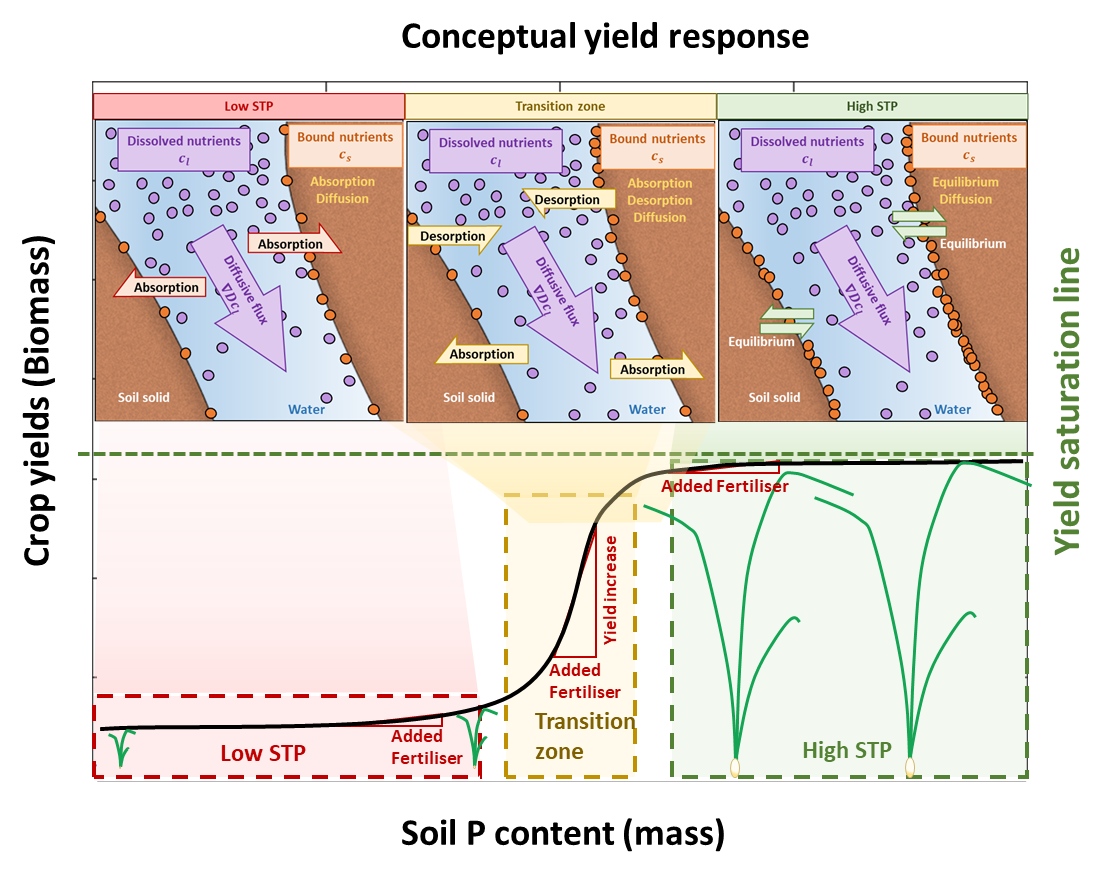 Conceptual yield response
Low STP
Transition zone
High STP
Dissolved nutrients
c_l
Bound nutrients
c_s
Absorption
Diffusion
Absorption
Absorption
Diffusive flux
∇Dc_l
Soil solid
Water
Dissolved nutrients
c_l
Bound nutrients
c_s
Absorption
Desorption
Diffusion
Desorption
Desorption
Diffusive flux
∇Dc_l
Absorption
Absorption
Soil solid
Water
Dissolved nutrients
c_l
Bound nutrients
c_s
Equilibrium
Diffusion
Equilibrium
Diffusive flux
∇Dc_l
Equilibrium
Soil solid
Water
Crop yields (Biomass)
Yield saturation line
Added Fertiliser
Yield increase
Added
Fertiliser
Transition
zone
Added
Fertiliser
Low STP
High STP
Soil P content (mass)